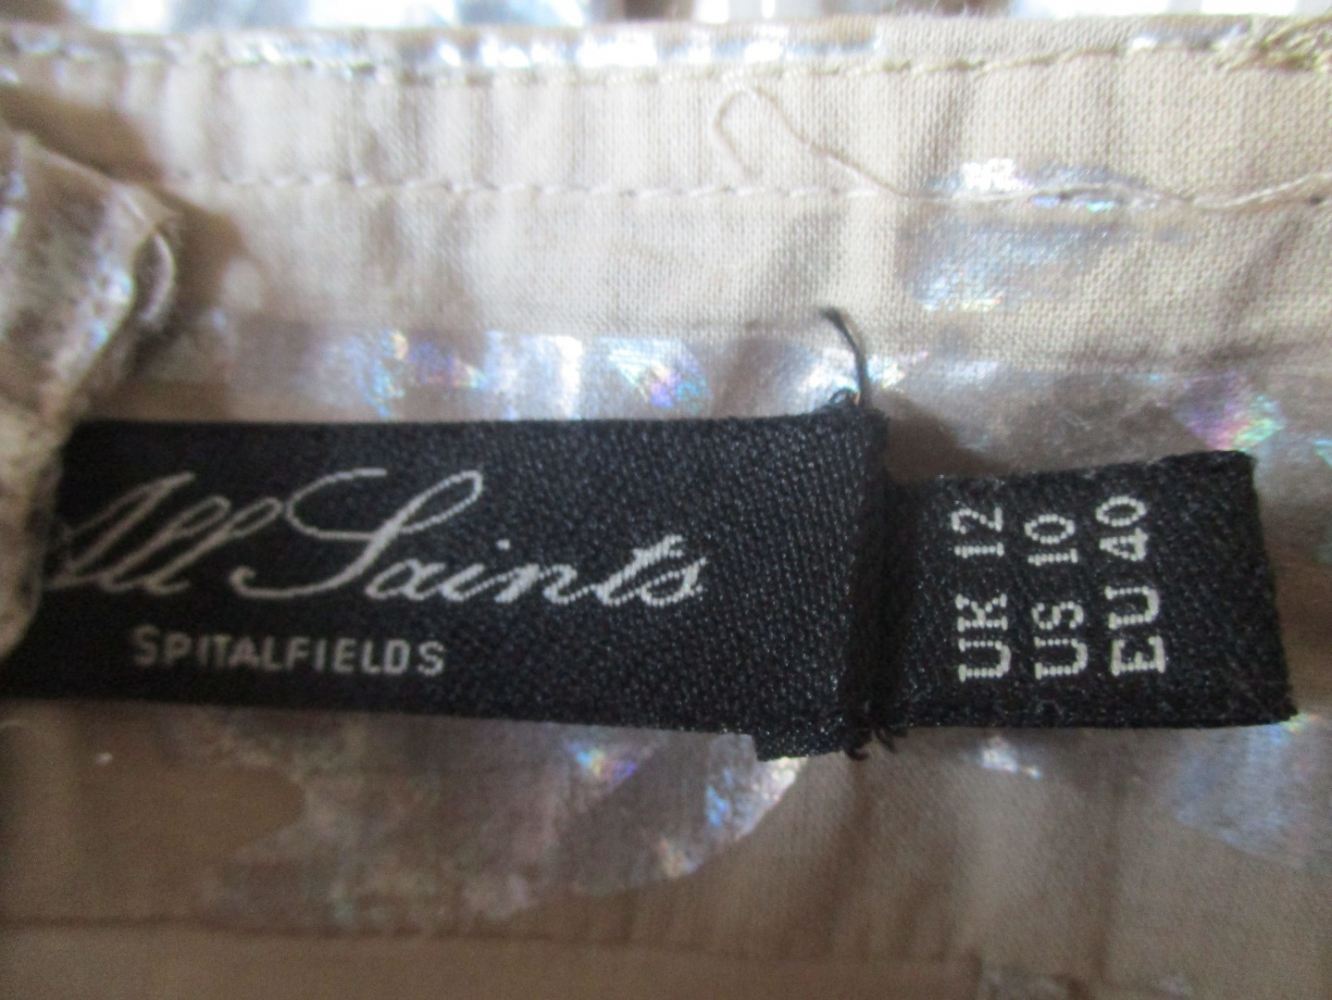 All Saints
SPITALFIELDS
UK 12
US 10
EU 40